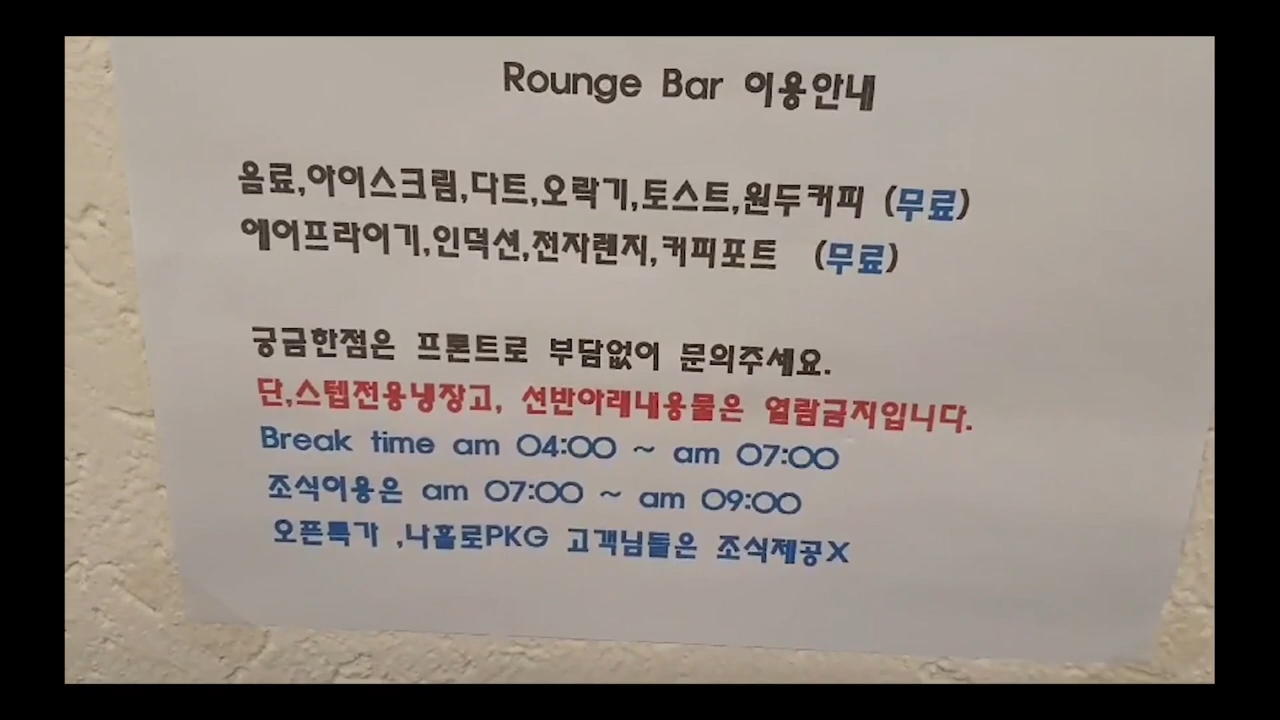 Rounge Bar 이용안내
음료,아이스크림,다트,오락기,토스트,원두커피 (무료)
에어프라이기,인덕션,전자렌지,커피포트 (무료)
궁금한점은 프론트로 부담없이 문의주세요.
단,스텝전용냉장고, 선반아래내용물은 열람금지입니다.
Break time am 04:00 ~ am 07:00
조식이용은 am 07:00 ~ am 09:00
오픈특가 ,나홀로PKG 고객님들은 조식제공X